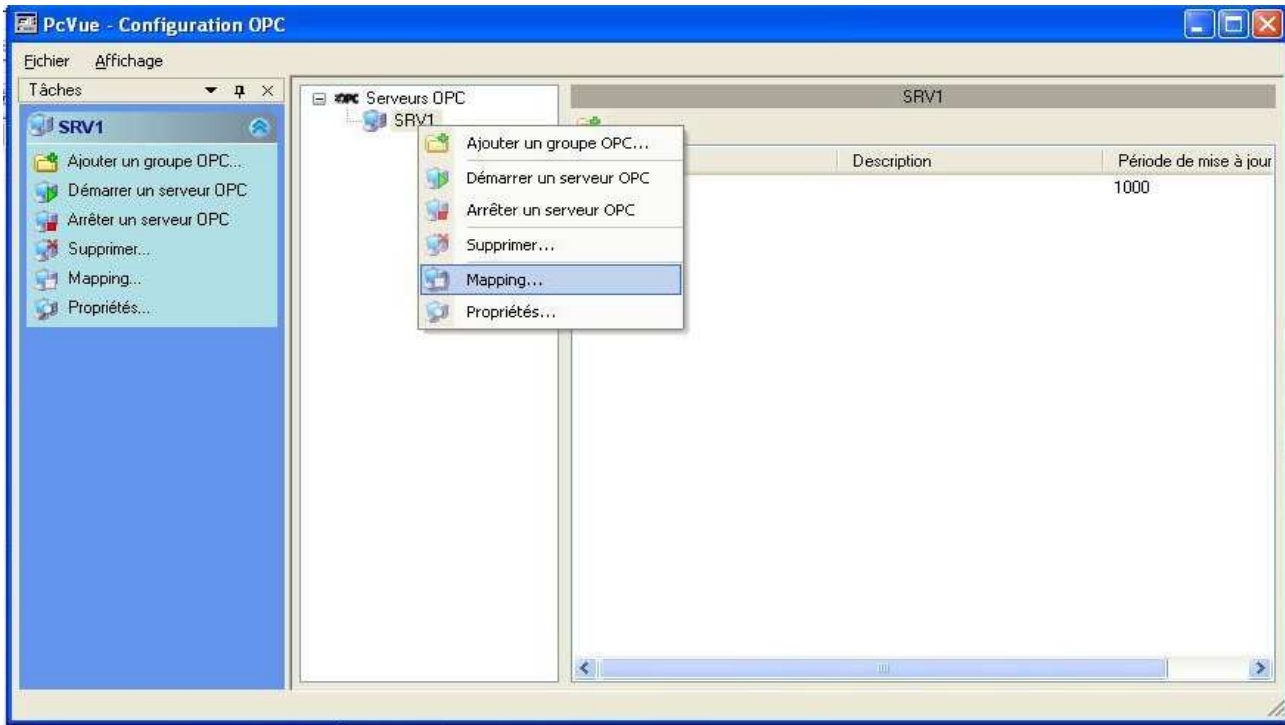 PcVue - Configuration OPC
Fichier Affichage
Tâches
SRV1
Ajouter un groupe OPC...
Démarrer un serveur OPC
Arrêter un serveur OPC
Supprimer...
Mapping...
Propriétés...
Serveurs OPC
SRV1
Ajouter un groupe OPC...
Démarrer un serveur OPC
Arrêter un serveur OPC
Supprimer...
Mapping...
Propriétés...
SRV1
Description Période de mise à jour
1000